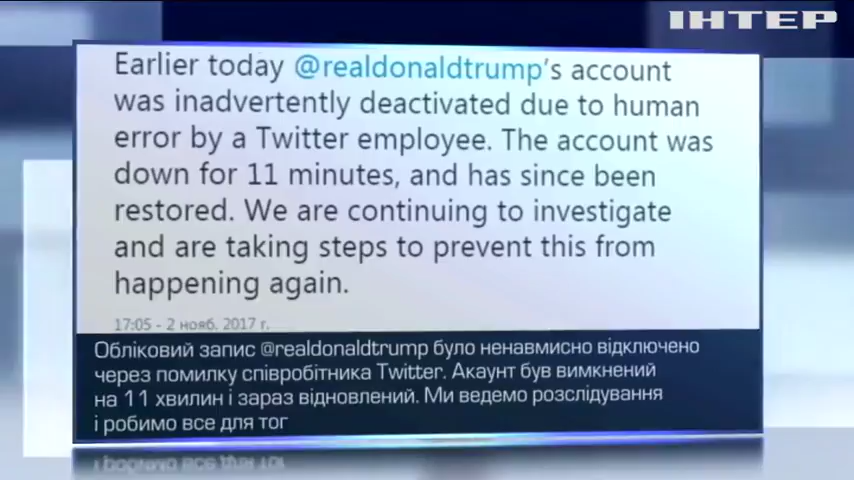 ІНТЕР
Earlier today @realdonaldtrump's account
was inadvertently deactivated due to human
error by a Twitter employee. The account was
down for 11 minutes, and has since been
restored. We are continuing to investigate
and are taking steps to prevent this from
happening again.
17:05 - 2 нояб. 2017 г.
Обліковий запис @realdonaldtrump було ненавмисно відключено
через помилку співробітника Twitter. Акаунт був вимкнений
на 11 хвилин і зараз відновлений. Ми ведемо розслідування
і робимо все для тог